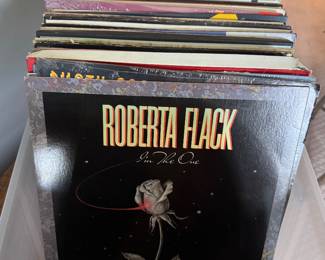 ROBERTA FLACK
I'm The One